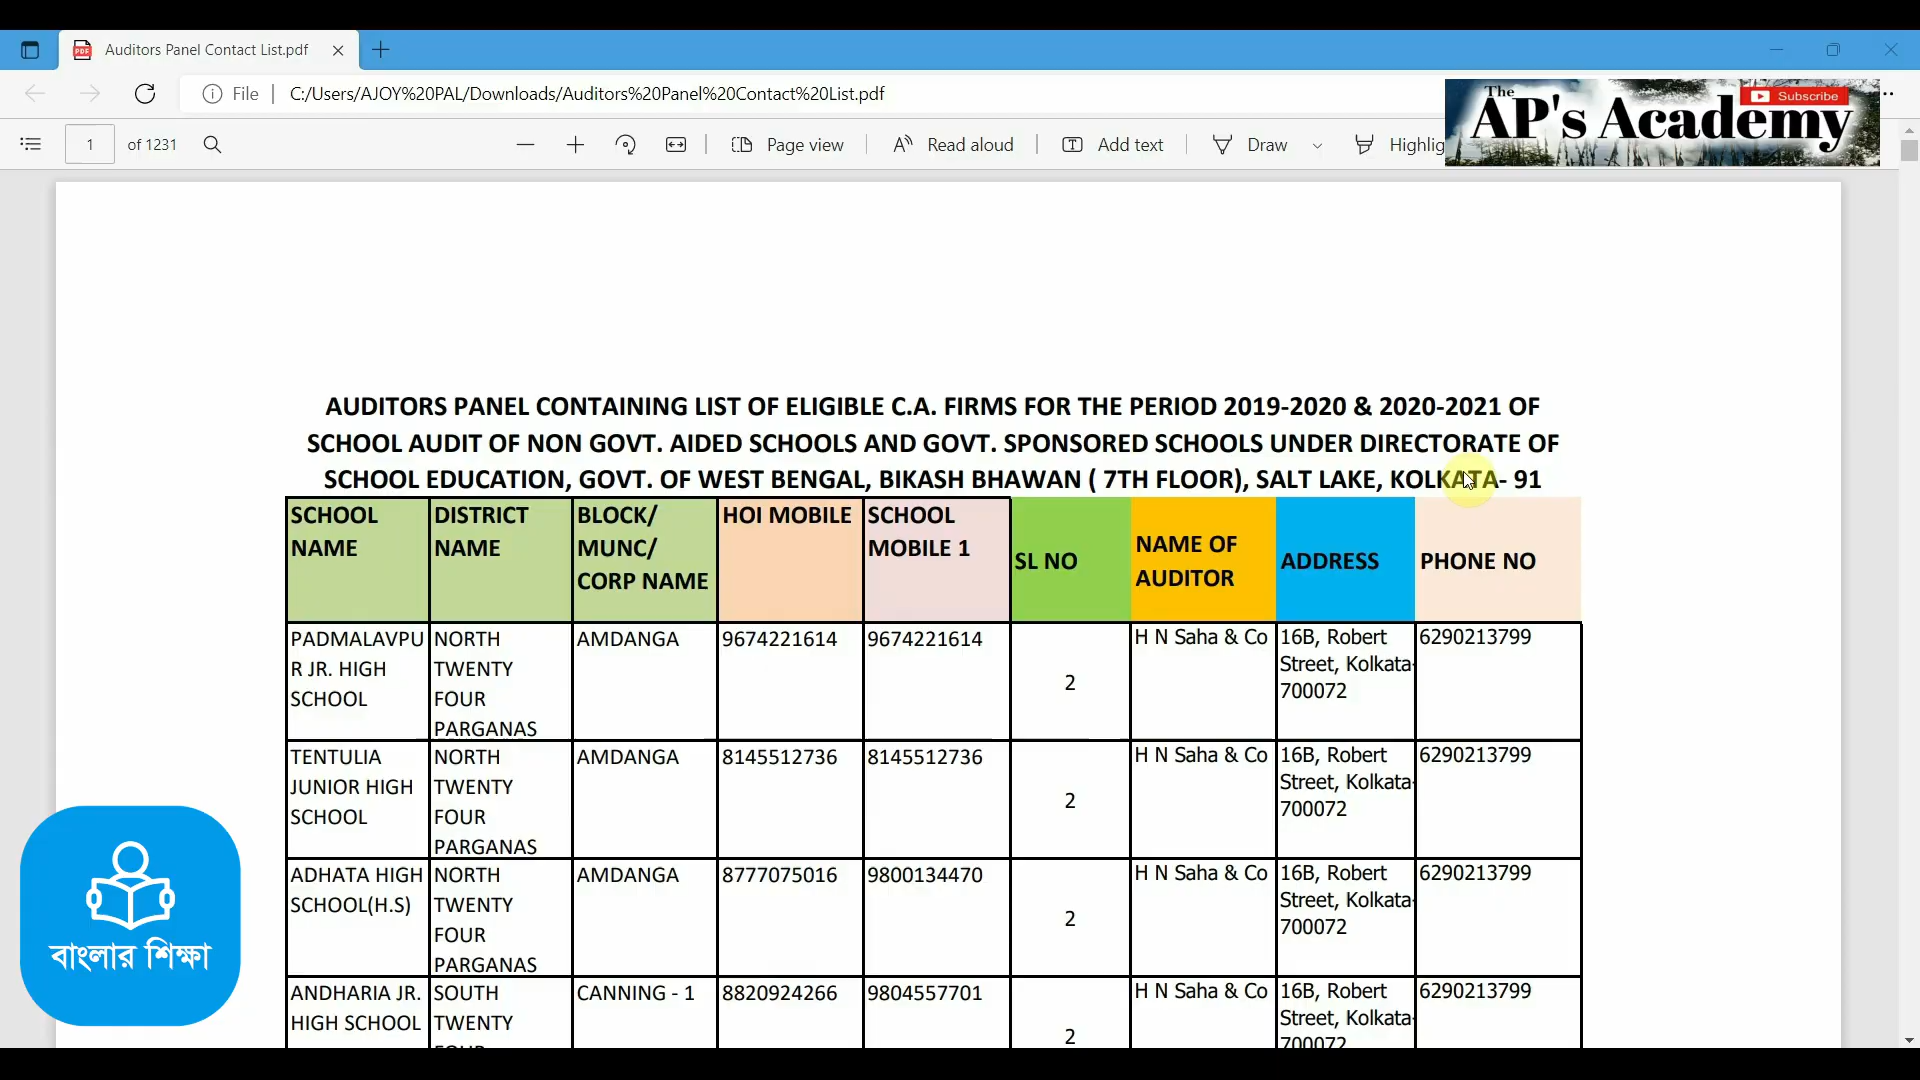 Auditors Panel Contact List.pdf
File
C:/Users/AJOY%20PAL/Downloads/Auditors%20Panel%20Contact%20List.pdf
The
AP's Academy
Subscribe
1 of 1231
Page view
Read aloud
Add text
Draw
Highlig
AUDITORS PANEL CONTAINING LIST OF ELIGIBLE C.A. FIRMS FOR THE PERIOD 2019-2020 & 2020-2021 OF
SCHOOL AUDIT OF NON GOVT. AIDED SCHOOLS AND GOVT. SPONSORED SCHOOLS UNDER DIRECTORATE OF
SCHOOL EDUCATION, GOVT. OF WEST BENGAL, BIKASH BHAWAN ( 7TH FLOOR), SALT LAKE, KOLKATA- 91
SCHOOL
NAME
DISTRICT
NAME
BLOCK/
MUNC/
CORP NAME
HOI MOBILE
SCHOOL
MOBILE 1
SL NO
NAME OF
AUDITOR
ADDRESS
PHONE NO
PADMALAVPU
R JR. HIGH
SCHOOL
NORTH
TWENTY
FOUR
PARGANAS
AMDANGA
9674221614
9674221614
2
H N Saha & Co
16B, Robert
Street, Kolkata-
700072
6290213799
TENTULIA
JUNIOR HIGH
SCHOOL
NORTH
TWENTY
FOUR
PARGANAS
AMDANGA
8145512736
8145512736
2
H N Saha & Co
16B, Robert
Street, Kolkata-
700072
6290213799
ADHATA HIGH
SCHOOL(H.S)
NORTH
TWENTY
FOUR
PARGANAS
AMDANGA
8777075016
9800134470
2
H N Saha & Co
16B, Robert
Street, Kolkata-
700072
6290213799
ANDHARIA JR.
HIGH SCHOOL
SOUTH
TWENTY
FOUR
CANNING - 1
8820924266
9804557701
2
H N Saha & Co
16B, Robert
Street, Kolkata-
700072
6290213799
বাংলার শিক্ষা